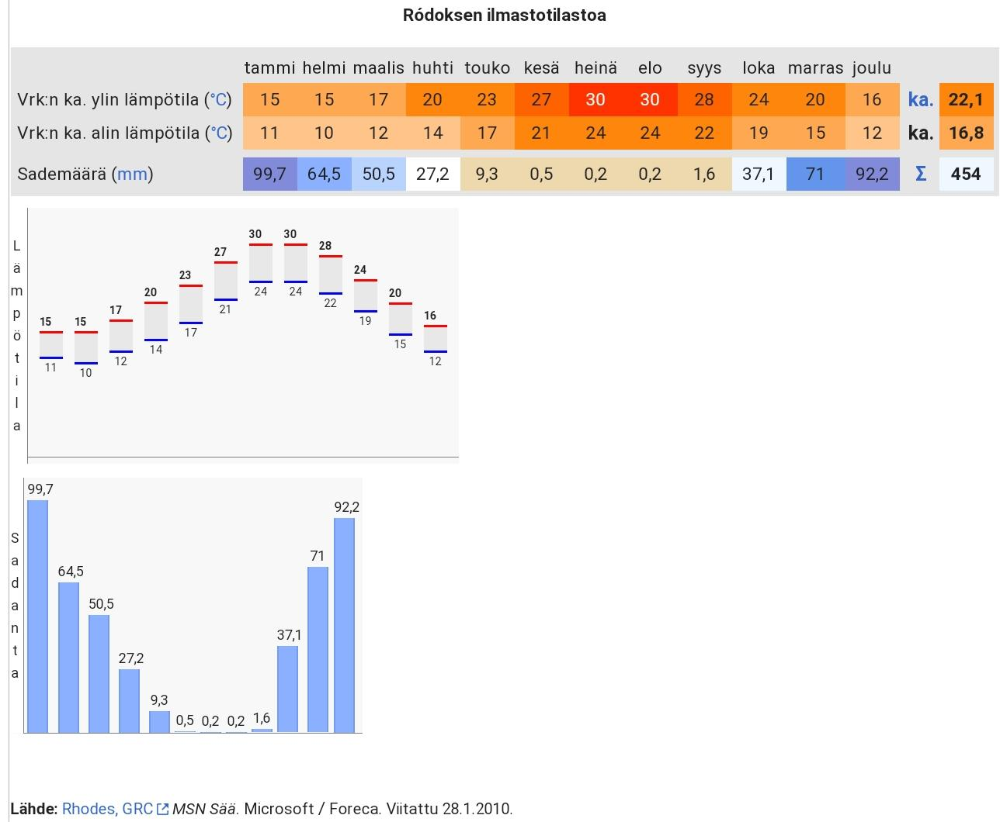 Ródoksen ilmastotilastoa
tammi helmi maalis huhti touko kesä heinä elo syys loka marras joulu
Vrk:n ka. ylin lämpötila (°C) 15 15 17 20 23 27 30 30 28 24 20 16 ka. 22,1
Vrk:n ka. alin lämpötila (°C) 11 10 12 14 17 21 24 24 22 19 15 12 ka. 16,8
Sademäärä (mm) 99,7 64,5 50,5 27,2 9,3 0,5 0,2 0,2 1,6 37,1 71 92,2 Σ 454
Lämpötila
15 15 17 20 23 27 30 30 28 24 20 16
11 10 12 14 17 21 24 24 22 19 15 12
Sadanta
99,7 64,5 50,5 27,2 9,3 0,5 0,2 0,2 1,6 37,1 71 92,2
Lähde: Rhodes, GRC MSN Sää. Microsoft / Foreca. Viitattu 28.1.2010.